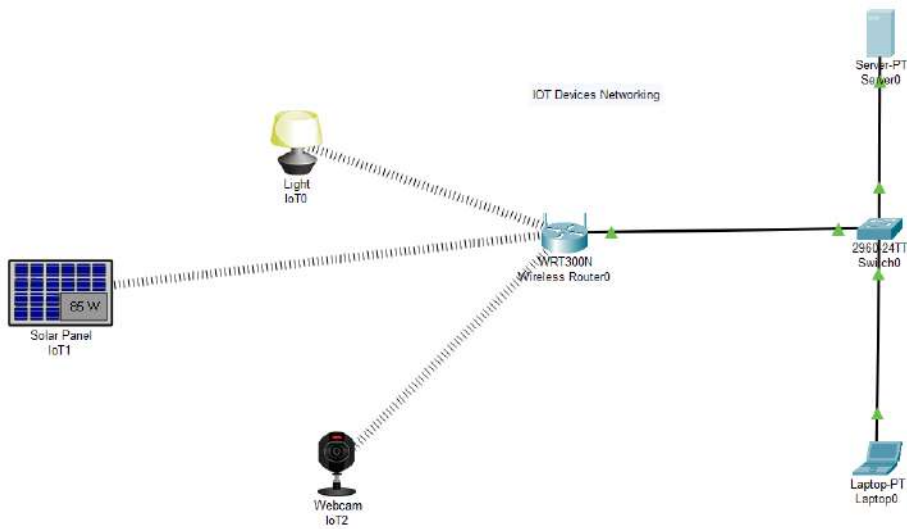 Server-PT
Server0
IOT Devices Networking
Light
IoT0
WRT300N
Wireless Router0
2960-24TT
Switch0
85 W
Solar Panel
IoT1
Webcam
IoT2
Laptop-PT
Laptop0